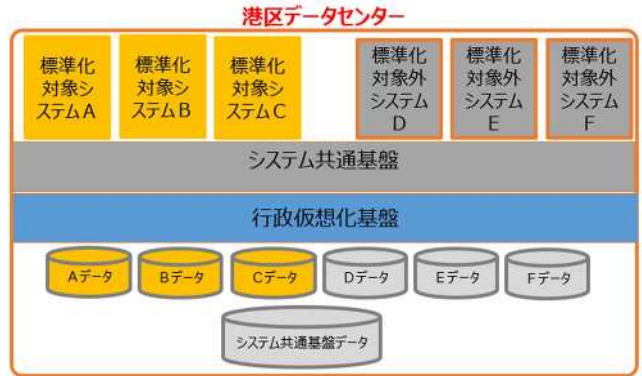 港区データセンター
標準化
対象シ
ステムA
標準化
対象シ
ステムB
標準化
対象シ
ステムC
標準化
対象外
システム
D
標準化
対象外
システム
E
標準化
対象外
システム
F
システム共通基盤
行政仮想化基盤
Aデータ
Bデータ
Cデータ
Dデータ
Eデータ
Fデータ
システム共通基盤データ